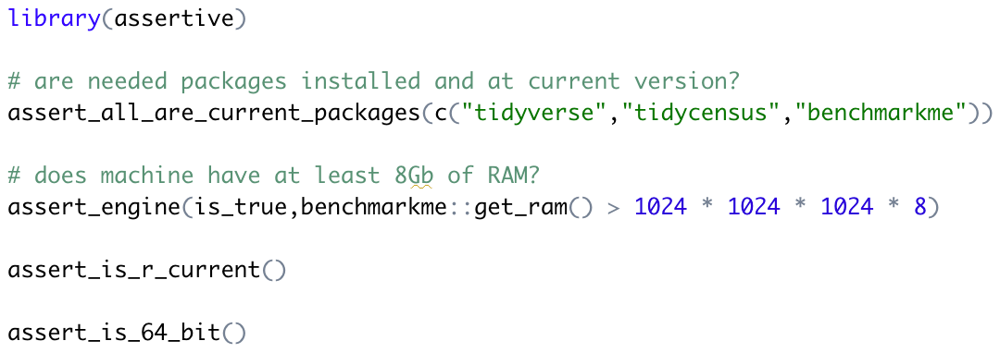 library(assertive)
# are needed packages installed and at current version?
assert_all_are_current_packages(c("tidyverse","tidycensus","benchmarkme"))
# does machine have at least 8Gb of RAM?
assert_engine(is_true,benchmarkme::get_ram() > 1024 * 1024 * 1024 * 8)
assert_is_r_current()
assert_is_64_bit()